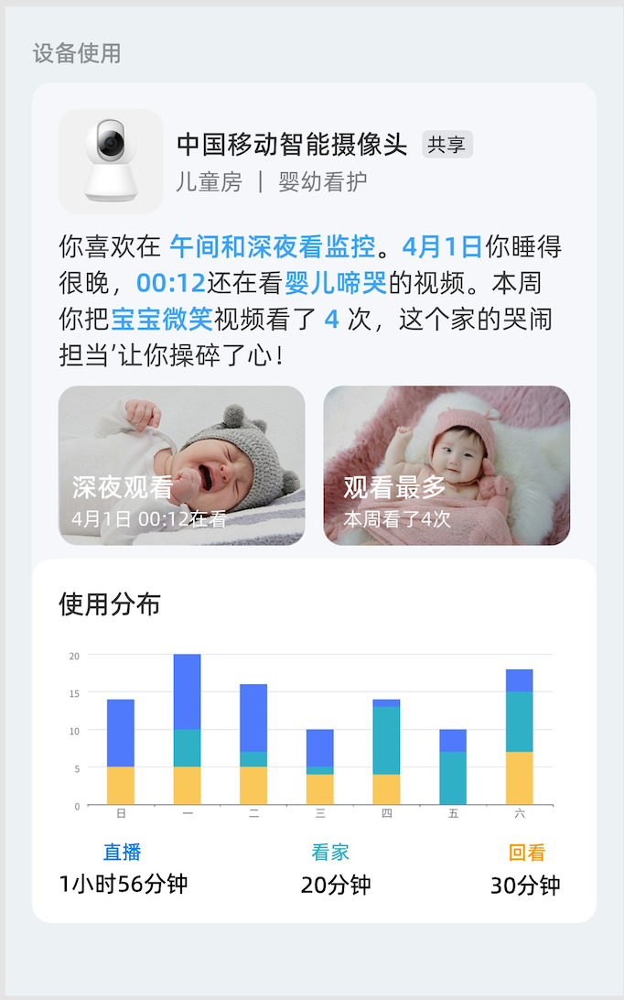 设备使用
中国移动智能摄像头 共享
儿童房 | 婴幼看护
你喜欢在 午间和深夜看监控。4月1日你睡得
很晚，00:12还在看婴儿啼哭的视频。本周
你把宝宝微笑视频看了 4 次，这个家的哭闹
担当’让你操碎了心！
深夜观看
4月1日 00:12在看
观看最多
本周看了4次
使用分布
20
15
10
5
0
日 一 二 三 四 五 六
直播 看家 回看
1小时56分钟 20分钟 30分钟